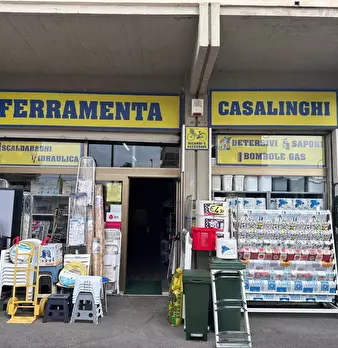 FERRAMENTA
CASALINGHI
SCALDABAGNI
IDRAULICA
DETERSIVI & SAPONI
BOMBOLE GAS